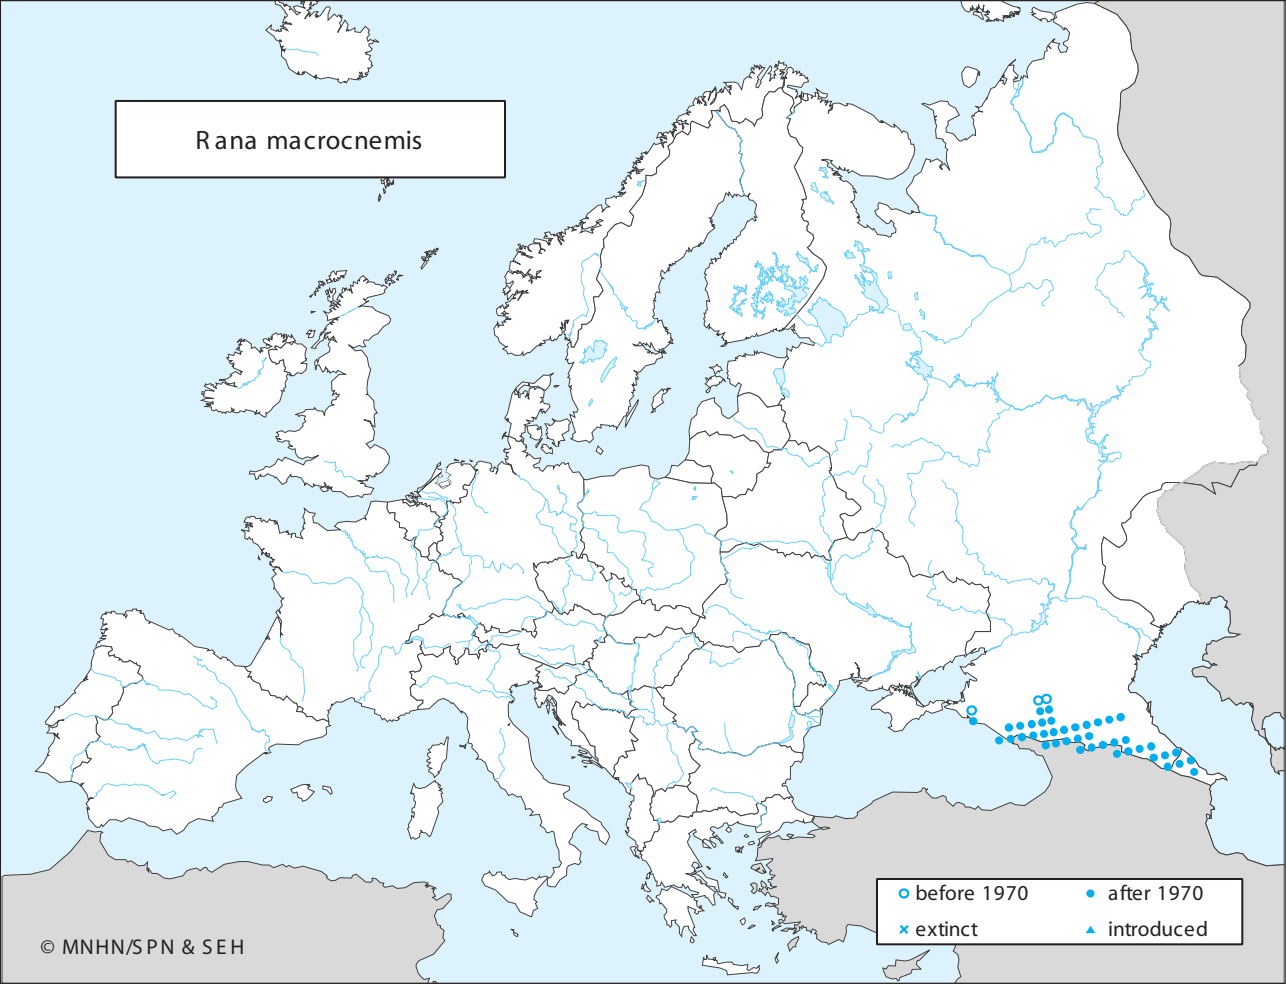 Rana macrocnemis
before 1970
after 1970
extinct
introduced
© MNHN/SPN & SEH